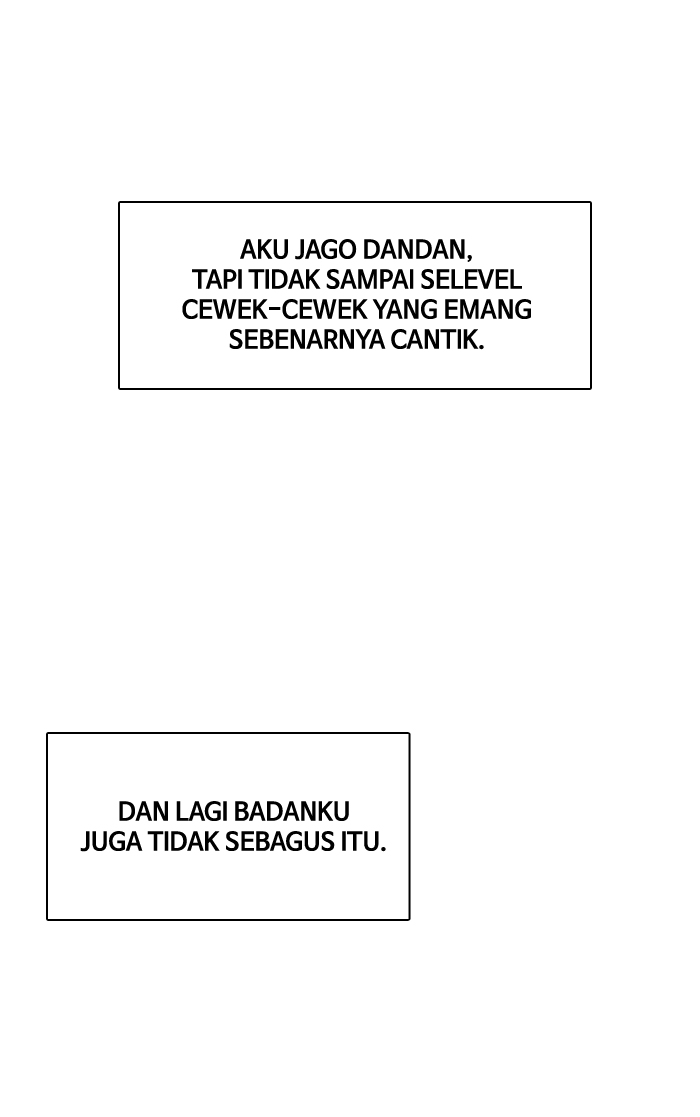 AKU JAGO DANDAN,
TAPI TIDAK SAMPAI SELEVEL
CEWEK-CEWEK YANG EMANG
SEBENARNYA CANTIK.
DAN LAGI BADANKU
JUGA TIDAK SEBAGUS ITU.